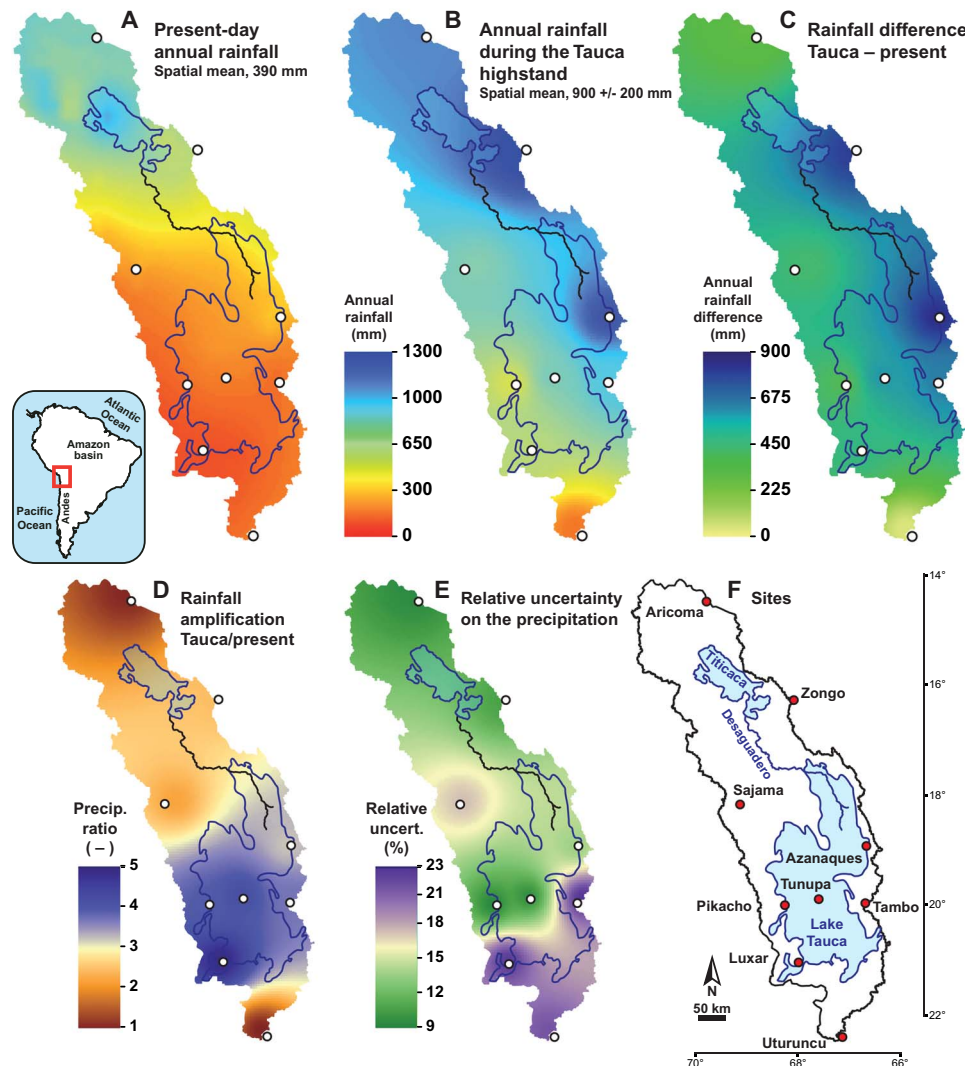 A
Present-day
annual rainfall
Spatial mean, 390 mm
B
Annual rainfall
during the Tauca
highstand
Spatial mean, 900 +/- 200 mm
C
Rainfall difference
Tauca – present
Annual
rainfall
(mm)
1300
1000
650
300
0
Annual
rainfall
difference
(mm)
900
675
450
225
0
Atlantic
Ocean
Amazon
basin
Pacific
Ocean
Andes
D
Rainfall
amplification
Tauca/present
Precip.
ratio
( – )
5
4
3
2
1
E
Relative uncertainty
on the precipitation
Relative
uncert.
(%)
23
21
18
15
12
9
F
Sites
Aricoma
Titicaca
Zongo
Desaguadero
Sajama
Azanaques
Tunupa
Pikacho
Tambo
Lake
Tauca
Luxar
N
50 km
Uturuncu
14°
16°
18°
20°
22°
70°
68°
66°